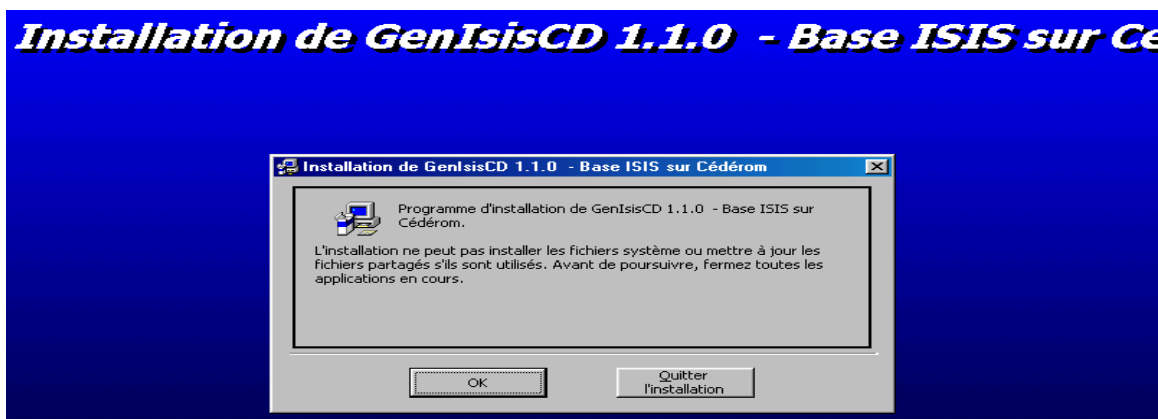 Installation de GenIsisCD 1.1.0 - Base ISIS sur Cé
Installation de GenIsisCD 1.1.0 - Base ISIS sur Cédérom
Programme d'installation de GenIsisCD 1.1.0 - Base ISIS sur
Cédérom.
L'installation ne peut pas installer les fichiers système ou mettre à jour les
fichiers partagés s'ils sont utilisés. Avant de poursuivre, fermez toutes les
applications en cours.
OK
Quitter
l'installation